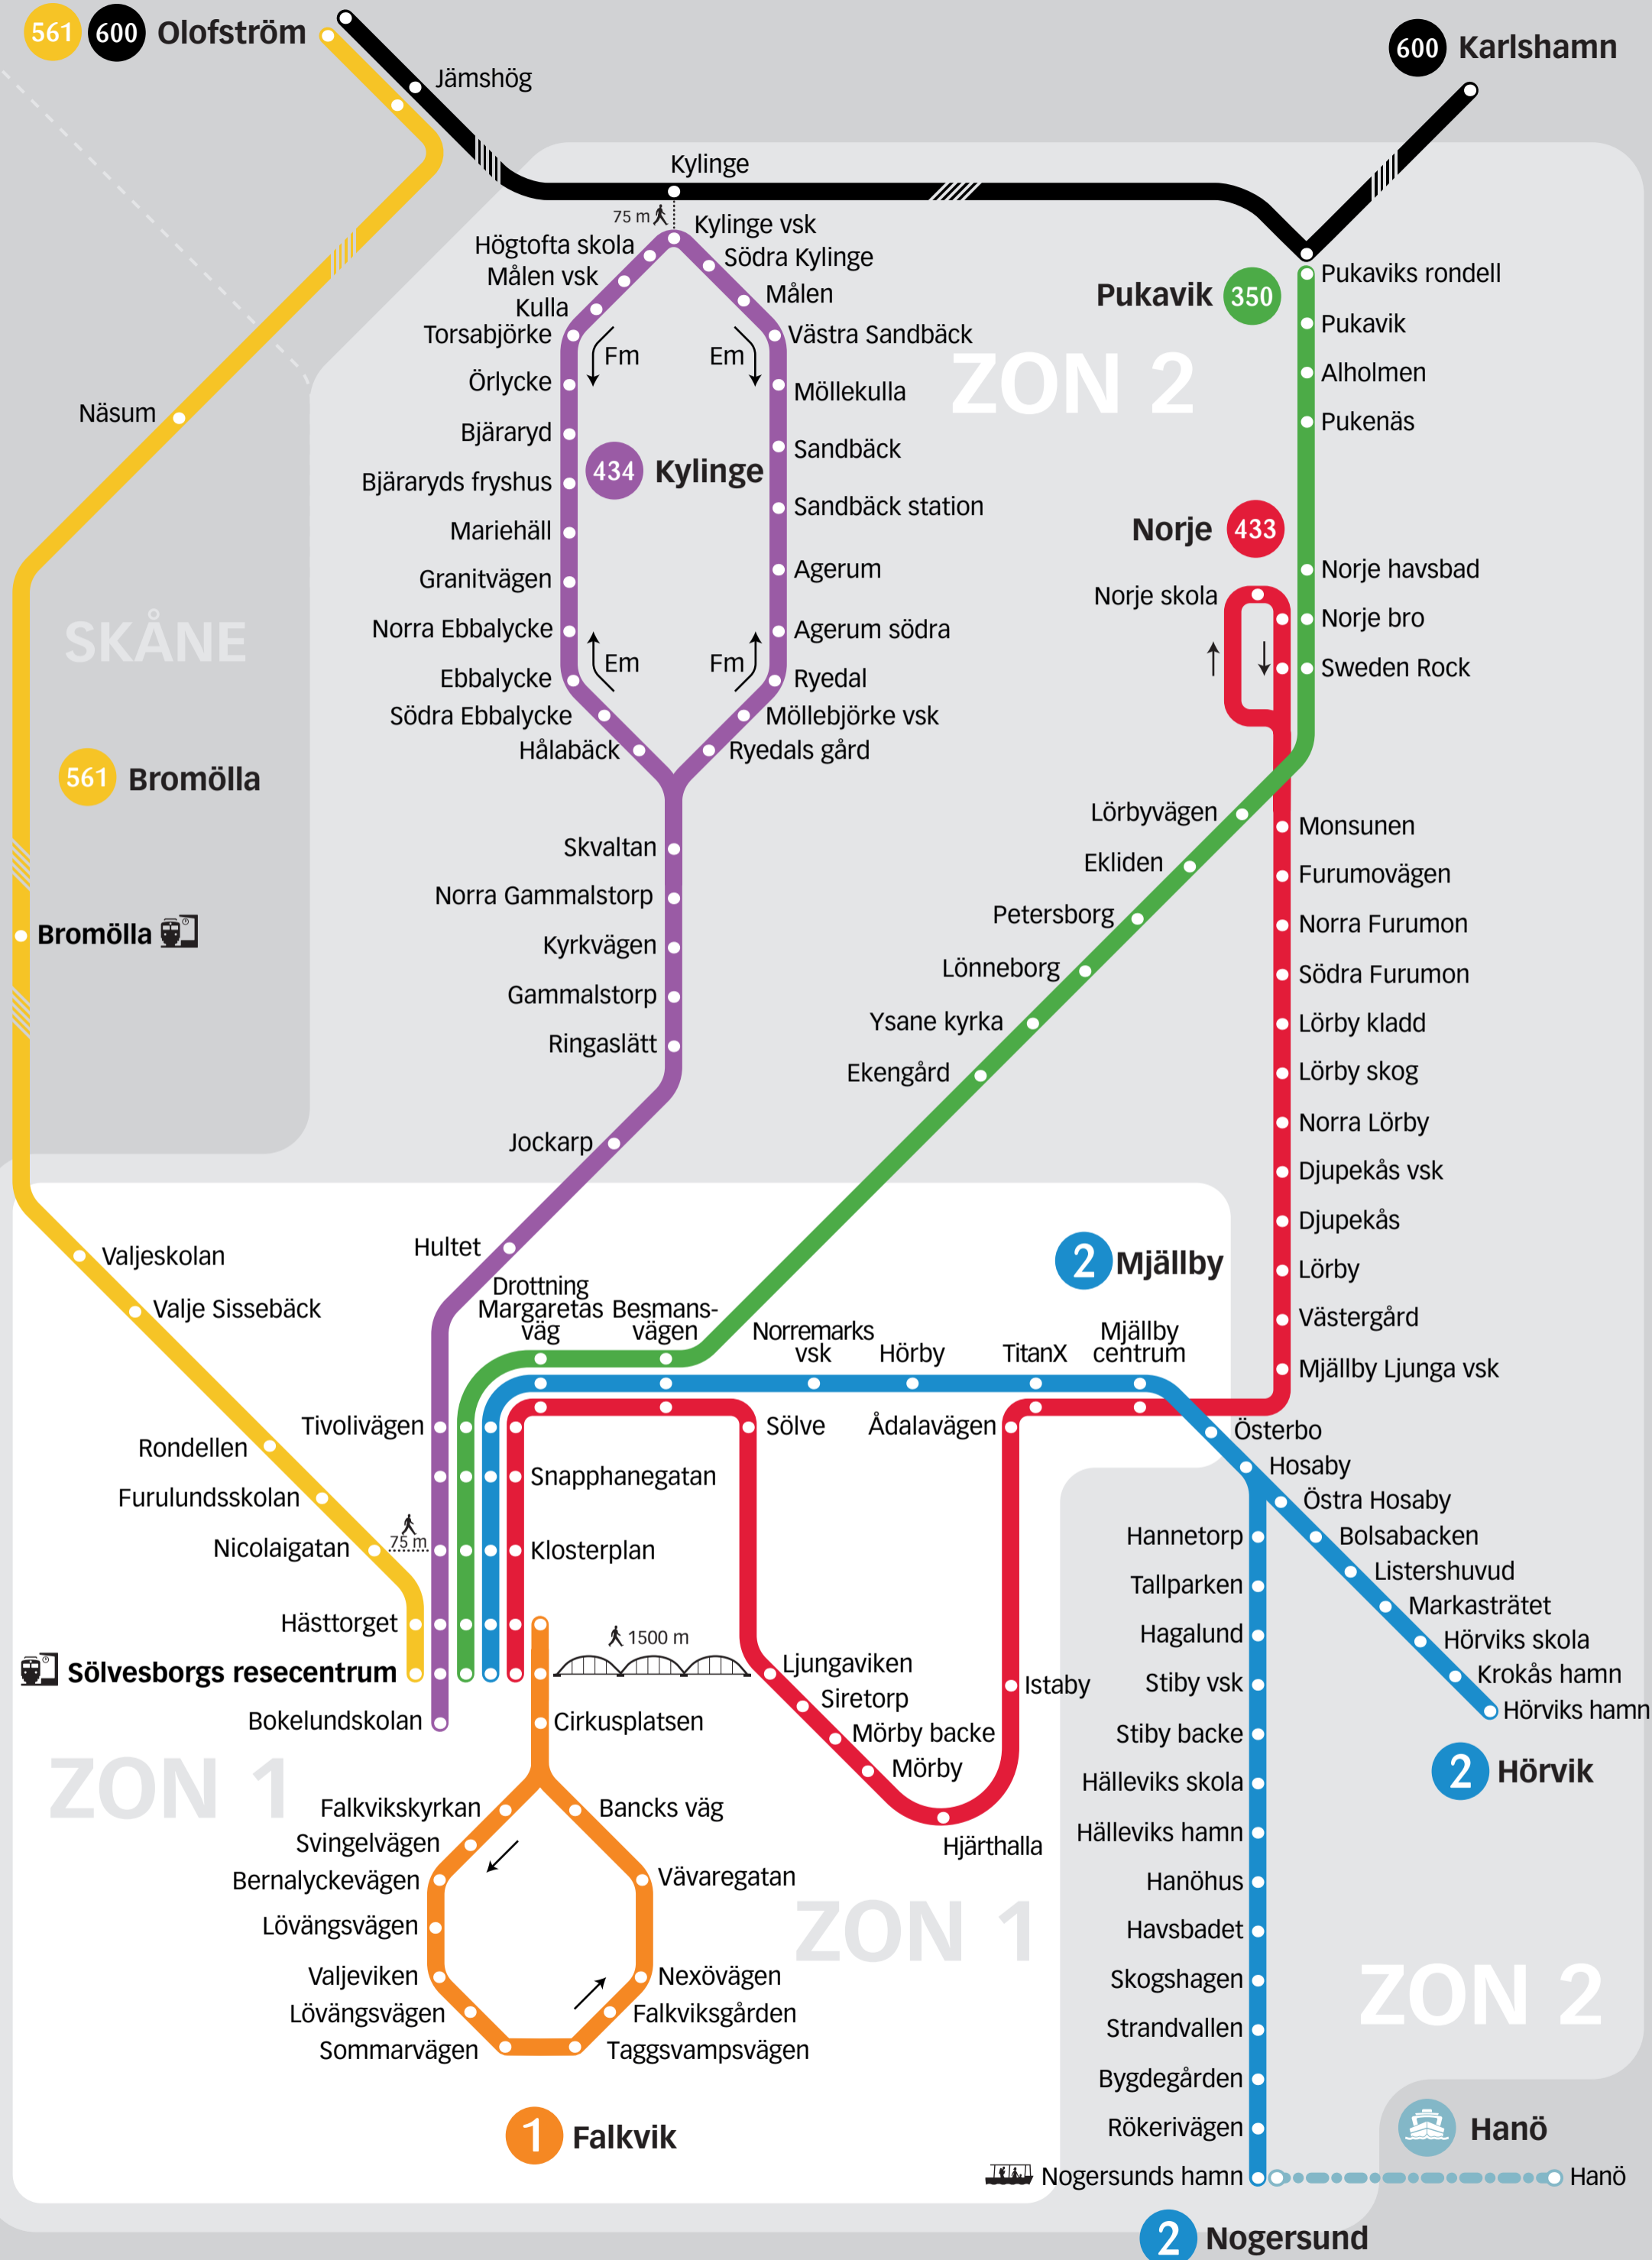 561 600 Olofström
600 Karlshamn
Jämshög
Kylinge
75 m
Kylinge vsk
Högtofta skola
Södra Kylinge
Målen vsk
Målen
Kulla
Torsabjörke
Västra Sandbäck
Fm
Em
Örlycke
Möllekulla
Bjäraryd
Sandbäck
434 Kylinge
Bjäraryds fryshus
Sandbäck station
Mariehäll
Granitvägen
Agerum
Norra Ebbalycke
Agerum södra
Em
Fm
Ebbalycke
Ryedal
Södra Ebbalycke
Möllebjörke vsk
Hålabäck
Ryedals gård
Skvaltan
Norra Gammalstorp
Kyrkvägen
Gammalstorp
Ringaslätt
Jockarp
Hultet
Pukaviks rondell
Pukavik 350
Pukavik
ZON 2
Alholmen
Pukenäs
Norje 433
Norje havsbad
Norje skola
Norje bro
Sweden Rock
Lörbyvägen
Ekliden
Petersborg
Lönneborg
Ysane kyrka
Ekengård
Monsunen
Furumovägen
Norra Furumon
Södra Furumon
Lörby kladd
Lörby skog
Norra Lörby
Djupekås vsk
Djupekås
Lörby
Västergård
Mjällby Ljunga vsk
Näsum
SKÅNE
561 Bromölla
Bromölla
Valjeskolan
Valje Sissebäck
Rondellen
Furulundsskolan
Nicolaigatan
75 m
2 Mjällby
Drottning
Margaretas
väg
Besmans-
vägen
Norremarks
vsk
Hörby
TitanX
Mjällby
centrum
Tivolivägen
Sölve
Ådalavägen
Snapphanegatan
Klosterplan
Hästtorget
1500 m
Sölvesborgs resecentrum
Bokelundskolan
Cirkusplatsen
Ljungaviken
Siretorp
Mörby backe
Mörby
Hjärthalla
Istaby
Österbo
Hosaby
Östra Hosaby
Bolsabacken
Listershuvud
Markasträtet
Hörviks skola
Krokås hamn
Hörviks hamn
2 Hörvik
Hannetorp
Tallparken
Hagalund
Stiby vsk
Stiby backe
Hälleviks skola
Hälleviks hamn
Hanöhus
Havsbadet
Skogshagen
Strandvallen
Bygdegården
Rökerivägen
Nogersunds hamn
2 Nogersund
ZON 1
Falkvikskyrkan
Bancks väg
Svingelvägen
Bernalyckevägen
Vävaregatan
Lövängsvägen
Valjeviken
Nexövägen
Lövängsvägen
Falkviksgården
Sommarvägen
Taggsvampsvägen
1 Falkvik
ZON 1
ZON 2
Hanö
Hanö